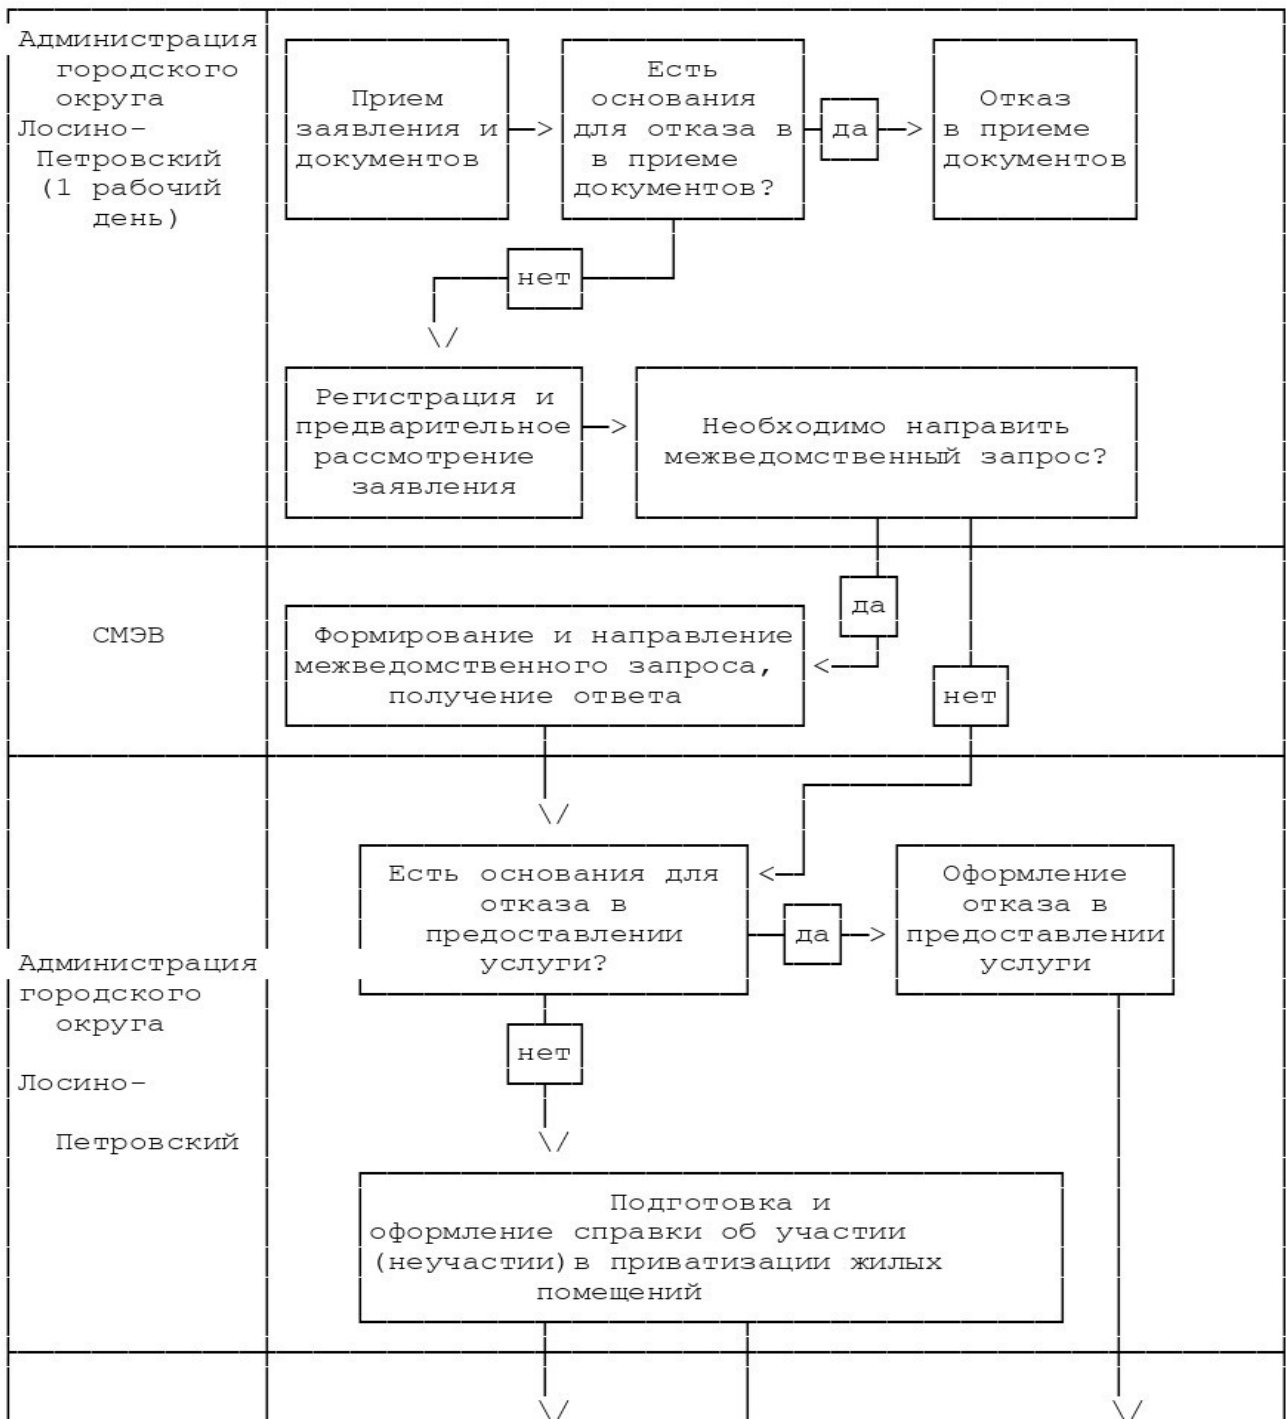 Администрация
городского
округа
Лосино-
Петровский
(1 рабочий
день)
Прием
заявления и
документов
Есть
основания
для отказа в
в приеме
документов?
да
Отказ
в приеме
документов
нет
Регистрация и
предварительное
рассмотрение
заявления
Необходимо направить
межведомственный запрос?
СМЭВ
да
Формирование и направление
межведомственного запроса,
получение ответа
нет
Администрация
городского
округа
Лосино-
Петровский
Есть основания для
отказа в
предоставлении
услуги?
да
Оформление
отказа в
предоставлении
услуги
нет
Подготовка и
оформление справки об участии
(неучастии)в приватизации жилых
помещений